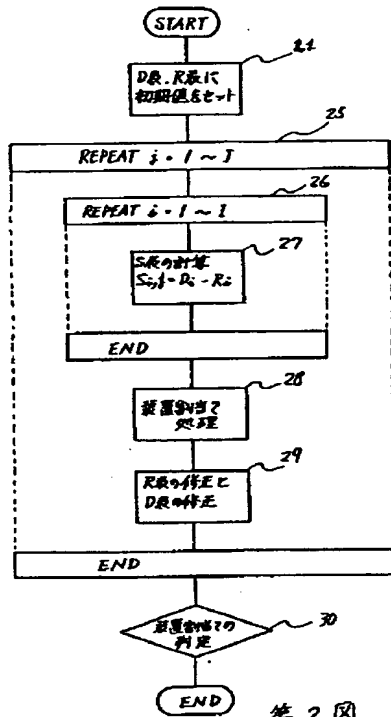 START
21
D表、R表に
初期値をセット
25
REPEAT j = 1 ~ J
26
REPEAT i = 1 ~ I
27
S表の計算
Si,j = Di - Ri
END
28
装置割当て
処理
29
R表の修正と
D表の修正
END
30
装置割当ての
判定
END
第2図